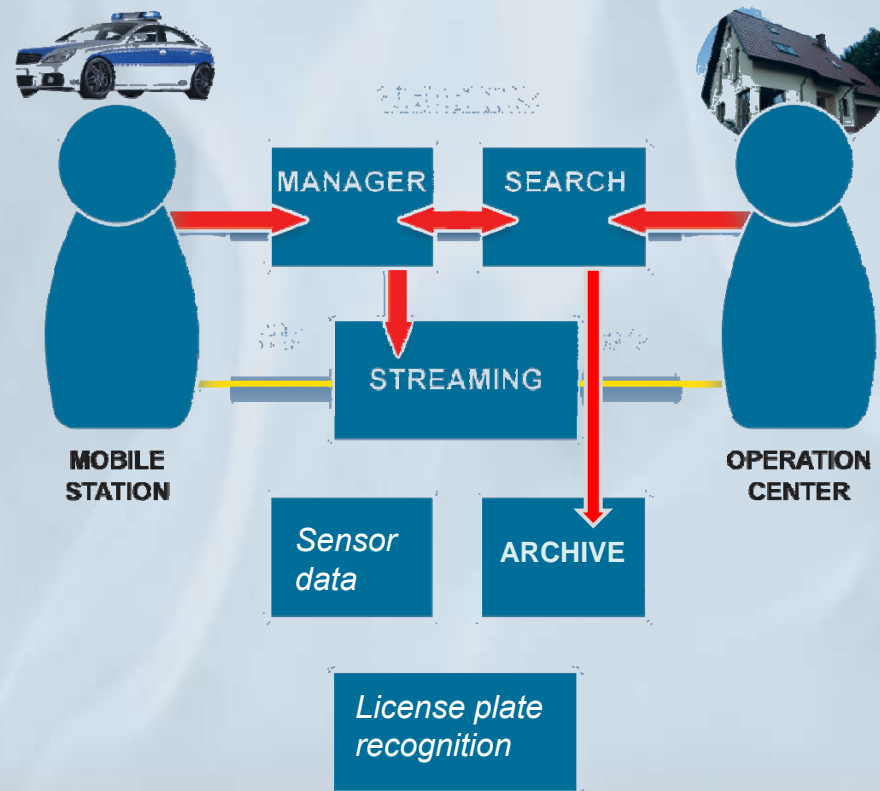 MANAGER
SEARCH
STREAMING
MOBILE
STATION
OPERATION
CENTER
Sensor
data
ARCHIVE
License plate
recognition